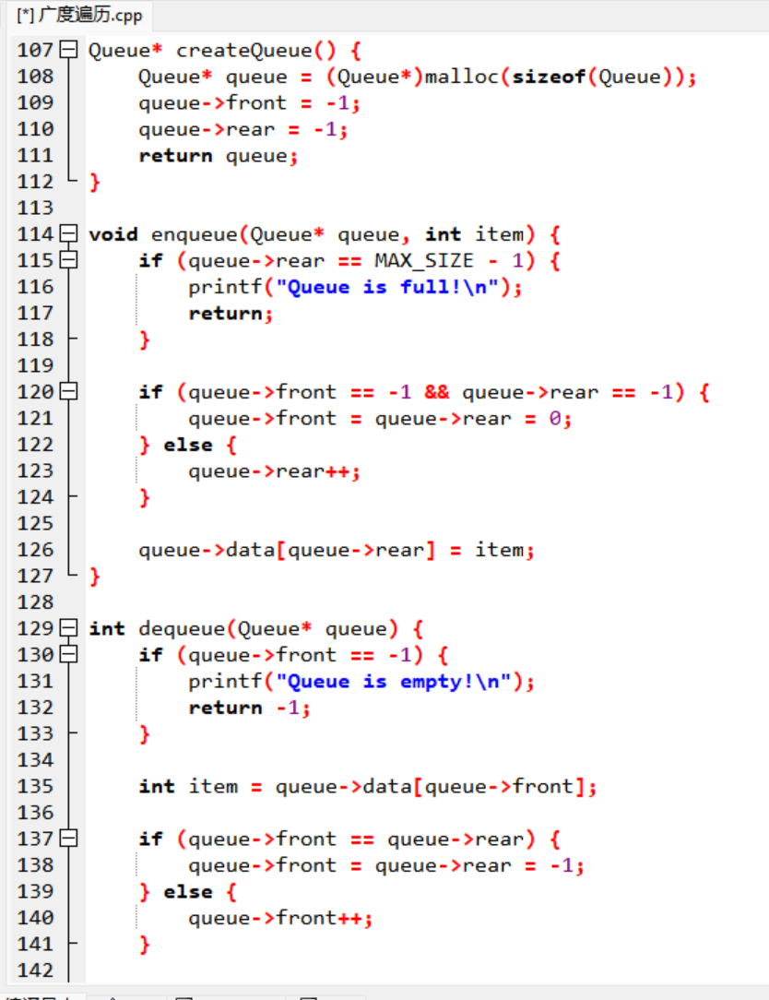 [*] 广度遍历.cpp
107 Queue* createQueue() {
108     Queue* queue = (Queue*)malloc(sizeof(Queue));
109     queue->front = -1;
110     queue->rear = -1;
111     return queue;
112 }
113
114 void enqueue(Queue* queue, int item) {
115     if (queue->rear == MAX_SIZE - 1) {
116         printf("Queue is full!\n");
117         return;
118     }
119
120     if (queue->front == -1 && queue->rear == -1) {
121         queue->front = queue->rear = 0;
122     } else {
123         queue->rear++;
124     }
125
126     queue->data[queue->rear] = item;
127 }
128
129 int dequeue(Queue* queue) {
130     if (queue->front == -1) {
131         printf("Queue is empty!\n");
132         return -1;
133     }
134
135     int item = queue->data[queue->front];
136
137     if (queue->front == queue->rear) {
138         queue->front = queue->rear = -1;
139     } else {
140         queue->front++;
141     }
142